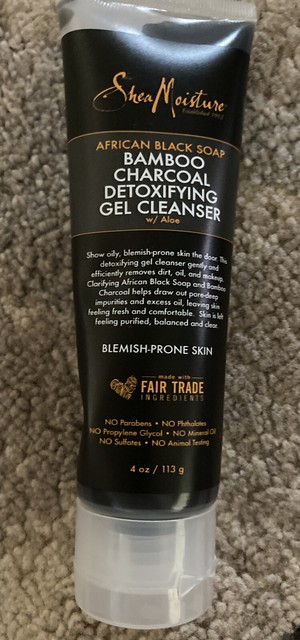 SheaMoisture
Established 1912
AFRICAN BLACK SOAP
BAMBOO
CHARCOAL
DETOXIFYING
GEL CLEANSER
w/ Aloe
Show oily, blemish-prone skin the door. This
detoxifying gel cleanser gently and
efficiently removes dirt, oil, and makeup.
Clarifying African Black Soap and Bamboo
Charcoal helps draw out pore-deep
impurities and excess oil, leaving skin
feeling fresh and comfortable. Skin is left
feeling purified, balanced and clear.
BLEMISH-PRONE SKIN
made with
FAIR TRADE
INGREDIENTS
NO Parabens • NO Phthalates
NO Propylene Glycol • NO Mineral Oil
NO Sulfates • NO Animal Testing
4 oz / 113 g